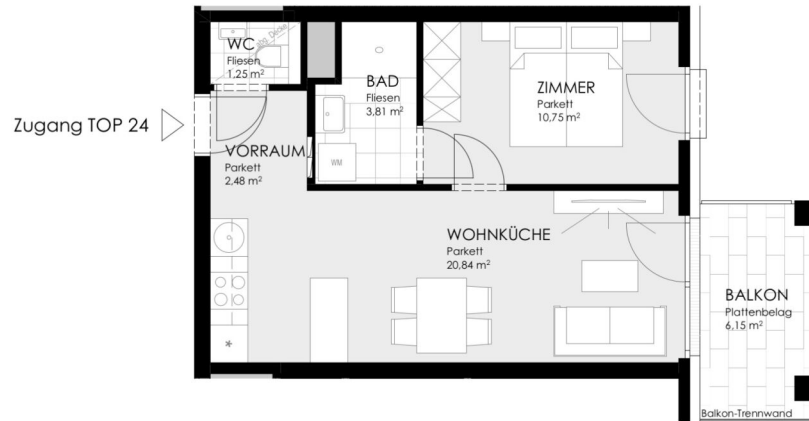 WC
Fliesen
1,25 m²
BAD
Fliesen
3,81 m²
ZIMMER
Parkett
10,75 m²
Zugang TOP 24
VORRAUM
Parkett
2,48 m²
WM
WOHNKÜCHE
Parkett
20,84 m²
BALKON
Plattenbelag
6,15 m²
*
Balkon-Trennwand